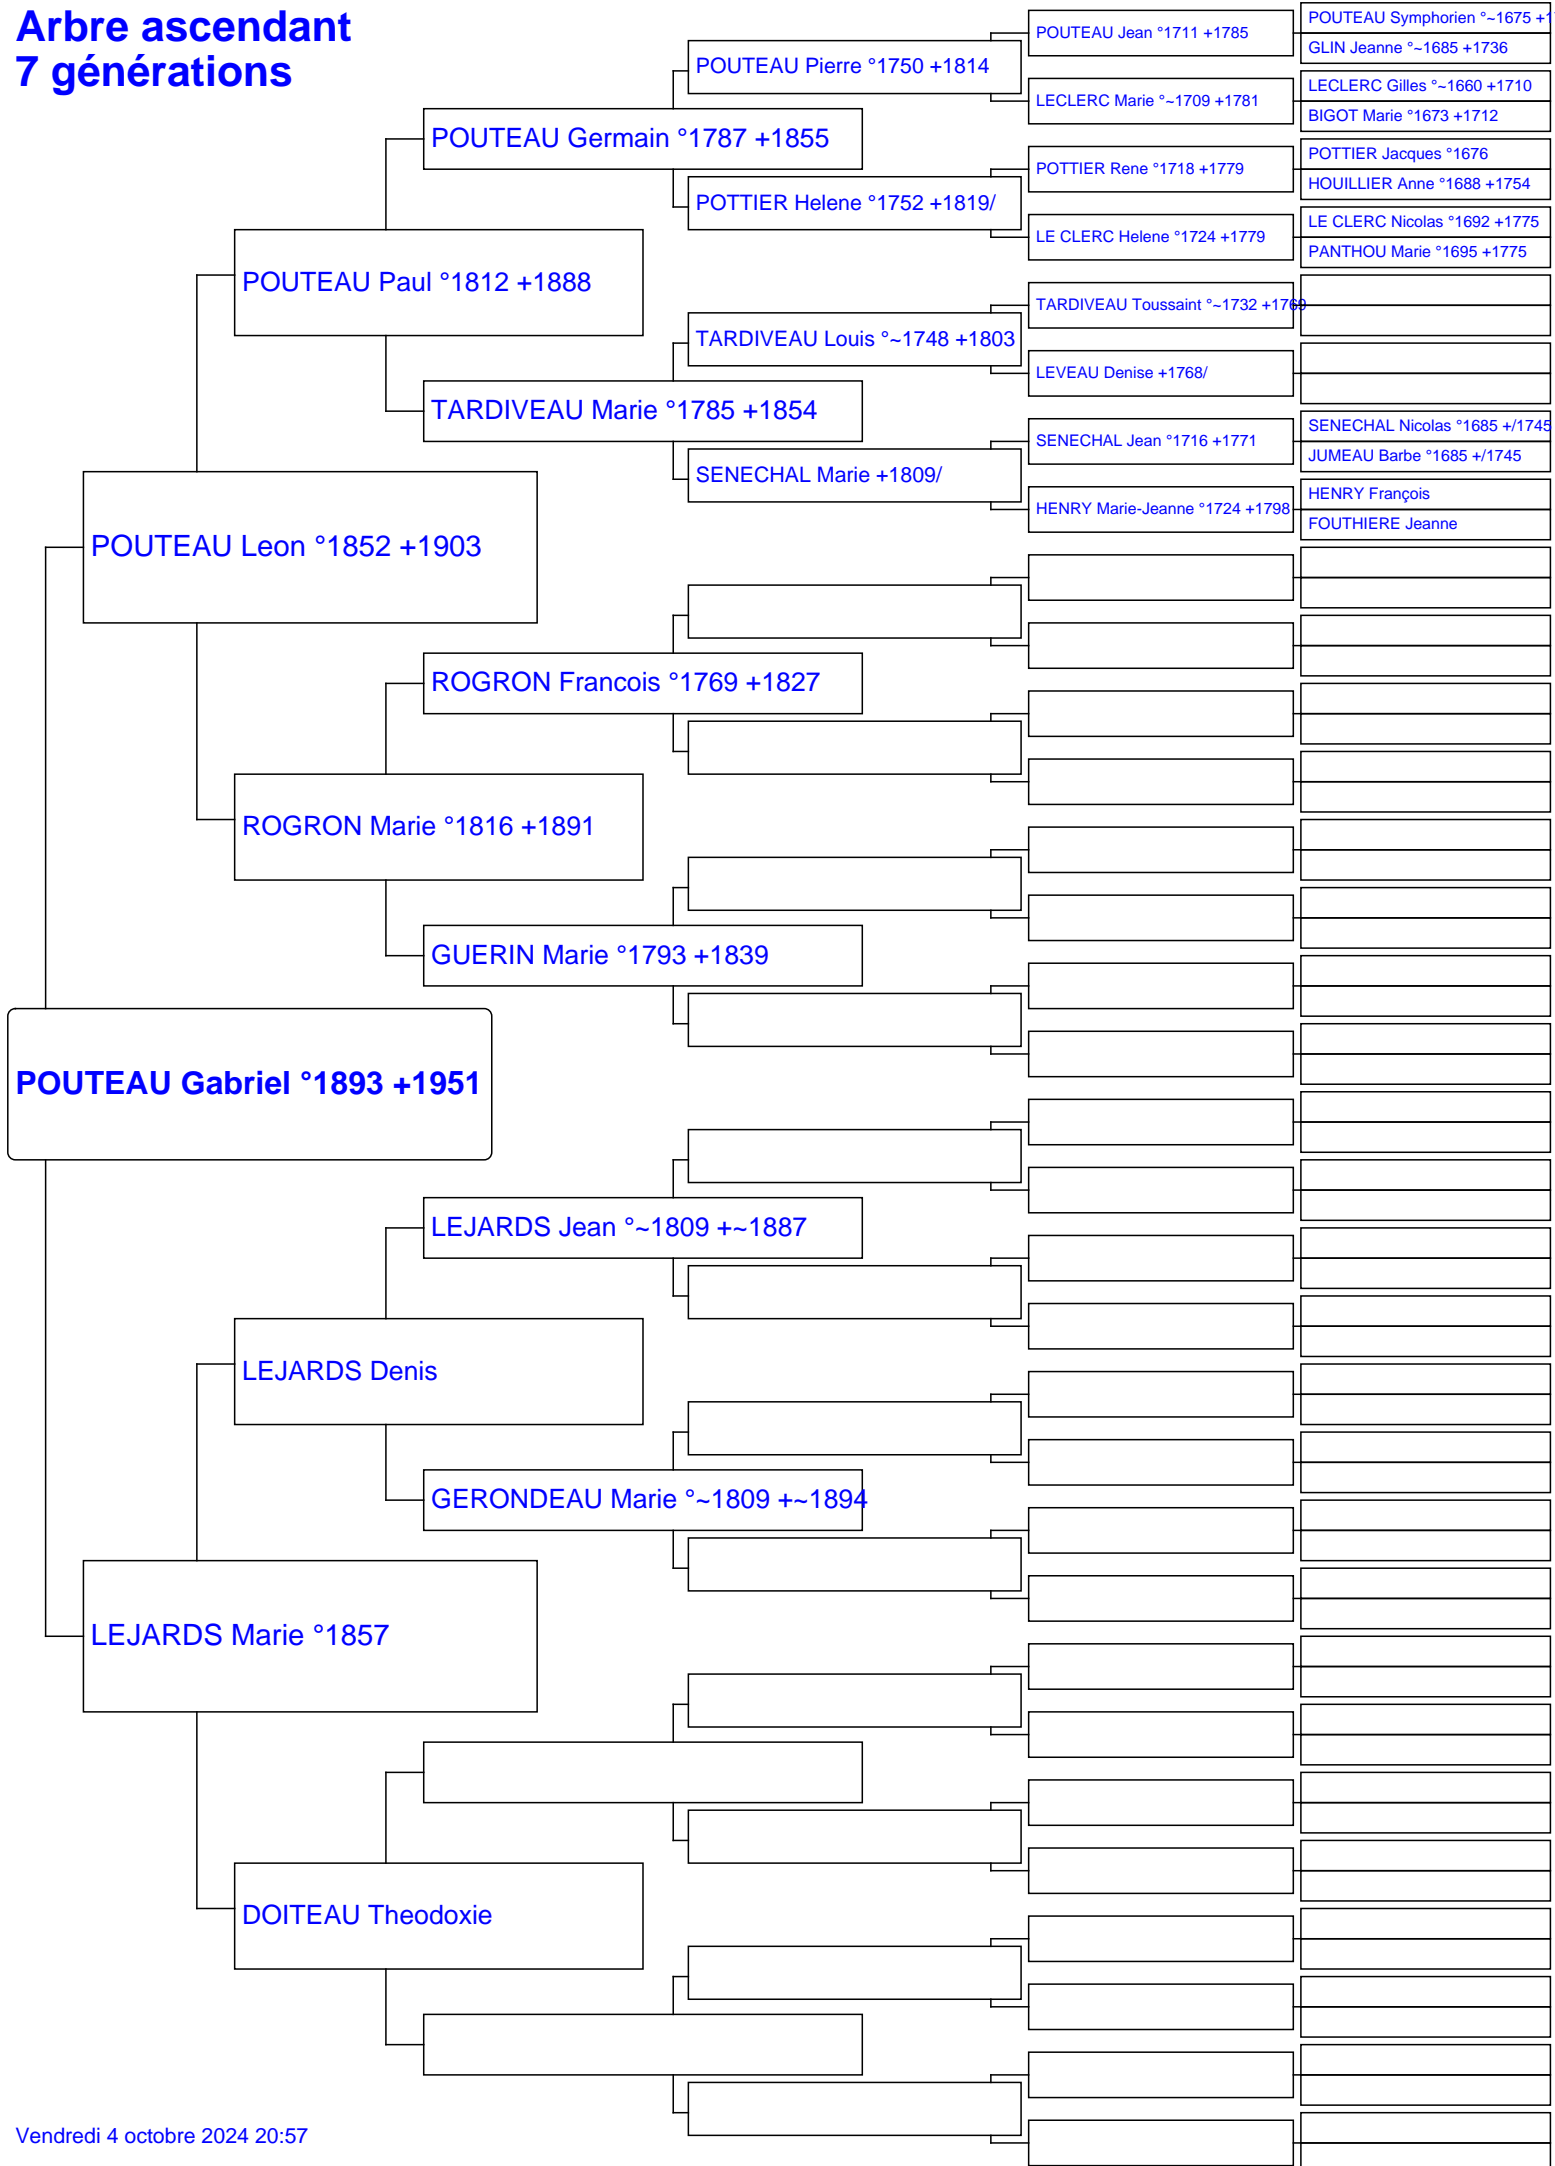 Arbre ascendant
7 générations
POUTEAU Gabriel °1893 +1951
POUTEAU Leon °1852 +1903
LEJARDS Marie °1857
POUTEAU Paul °1812 +1888
ROGRON Marie °1816 +1891
LEJARDS Denis
DOITEAU Theodoxie
POUTEAU Germain °1787 +1855
TARDIVEAU Marie °1785 +1854
ROGRON Francois °1769 +1827
GUERIN Marie °1793 +1839
LEJARDS Jean °~1809 +~1887
GERONDEAU Marie °~1809 +~1894
POUTEAU Pierre °1750 +1814
POTTIER Helene °1752 +1819/
TARDIVEAU Louis °~1748 +1803
SENECHAL Marie +1809/
POUTEAU Jean °1711 +1785
LECLERC Marie °~1709 +1781
POTTIER Rene °1718 +1779
LE CLERC Helene °1724 +1779
TARDIVEAU Toussaint °~1732 +1769
LEVEAU Denise +1768/
SENECHAL Jean °1716 +1771
HENRY Marie-Jeanne °1724 +1798
POUTEAU Symphorien °~1675
GLIN Jeanne °~1685 +1736
LECLERC Gilles °~1660 +1710
BIGOT Marie °1673 +1712
POTTIER Jacques °1676
HOUILLIER Anne °1688 +1754
LE CLERC Nicolas °1692 +1775
PANTHOU Marie °1695 +1775
SENECHAL Nicolas °1685 +/1745
JUMEAU Barbe °1685 +/1745
HENRY François
FOUTHIERE Jeanne
Vendredi 4 octobre 2024 20:57